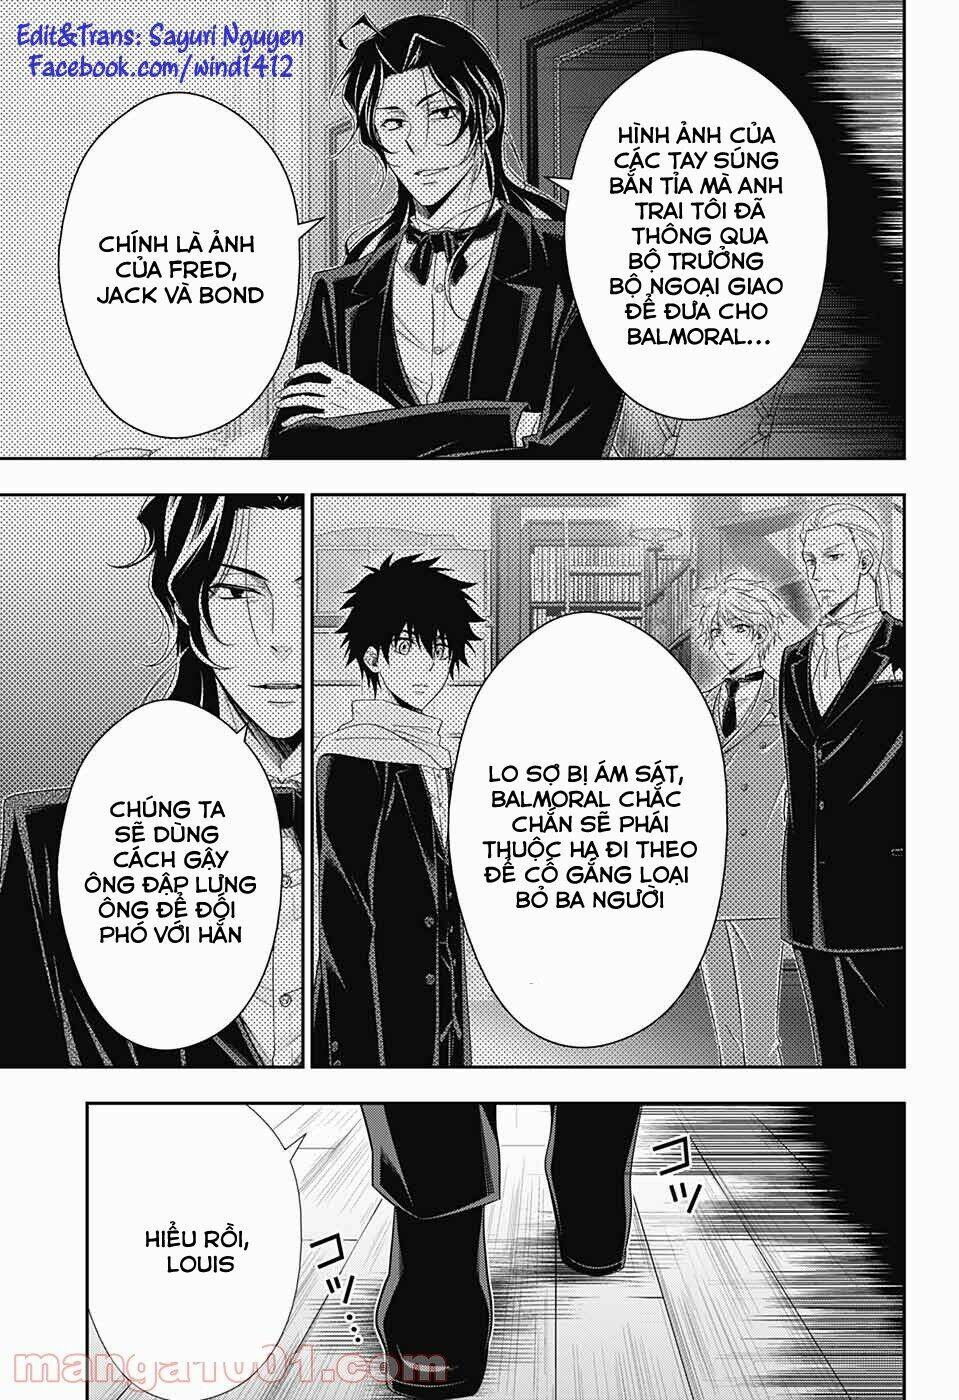 Edit&Trans: Sayuri Nguyen
Facebook.com/wind1412
HÌNH ẢNH CỦA
CÁC TAY SÚNG
BẮN TỈA MÀ ANH
TRAI TÔI ĐÃ
THÔNG QUA
BỘ TRƯỞNG
BỘ NGOẠI GIAO
ĐỂ ĐƯA CHO
BALMORAL...
CHÍNH LÀ ẢNH
CỦA FRED,
JACK VÀ BOND
LO SỢ BỊ ÁM SÁT,
BALMORAL CHẮC
CHẮN SẼ PHÁI
THUỘC HẠ ĐI THEO
ĐỂ CỐ GẮNG LOẠI
BỎ BA NGƯỜI
CHÚNG TA
SẼ DÙNG
CÁCH GẬY
ÔNG ĐẬP LƯNG
ÔNG ĐỂ ĐỐI
PHÓ VỚI HẮN
コツ
コツ...
HIỂU RỒI,
LOUIS
manga1001.com